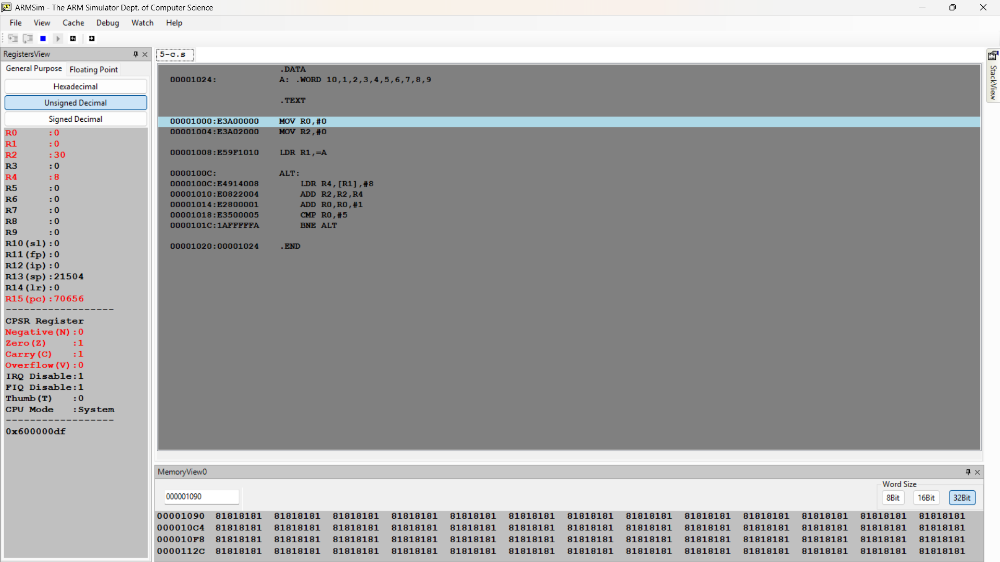 ARMSim - The ARM Simulator Dept. of Computer Science
File View Cache Debug Watch Help
RegistersView
General Purpose Floating Point
Hexadecimal
Unsigned Decimal
Signed Decimal
R0 :0
R1 :0
R2 :30
R3 :0
R4 :8
R5 :0
R6 :0
R7 :0
R8 :0
R9 :0
R10(sl):0
R11(fp):0
R12(ip):0
R13(sp):21504
R14(lr):0
R15(pc):70656
------------------
CPSR Register
Negative(N):0
Zero(Z) :1
Carry(C) :1
Overflow(V):0
IRQ Disable:1
FIQ Disable:1
Thumb(T) :0
CPU Mode :System
------------------
0x600000df
5-c.s
.DATA
00001024: A: .WORD 10,1,2,3,4,5,6,7,8,9
.TEXT
00001000:E3A00000 MOV R0,#0
00001004:E3A02000 MOV R2,#0
00001008:E59F1010 LDR R1,=A
0000100C: ALT:
0000100C:E4914008 LDR R4,[R1],#8
00001010:E0822004 ADD R2,R2,R4
00001014:E2800001 ADD R0,R0,#1
00001018:E3500005 CMP R0,#5
0000101C:1AFFFFFA BNE ALT
00001020:00001024 .END
StackView
MemoryView0
000001090
Word Size
8Bit 16Bit 32Bit
00001090 81818181 81818181 81818181 81818181 81818181 81818181 81818181 81818181 81818181 81818181 81818181 81818181 81818181
000010C4 81818181 81818181 81818181 81818181 81818181 81818181 81818181 81818181 81818181 81818181 81818181 81818181 81818181
000010F8 81818181 81818181 81818181 81818181 81818181 81818181 81818181 81818181 81818181 81818181 81818181 81818181 81818181
0000112C 81818181 81818181 81818181 81818181 81818181 81818181 81818181 81818181 81818181 81818181 81818181 81818181 81818181